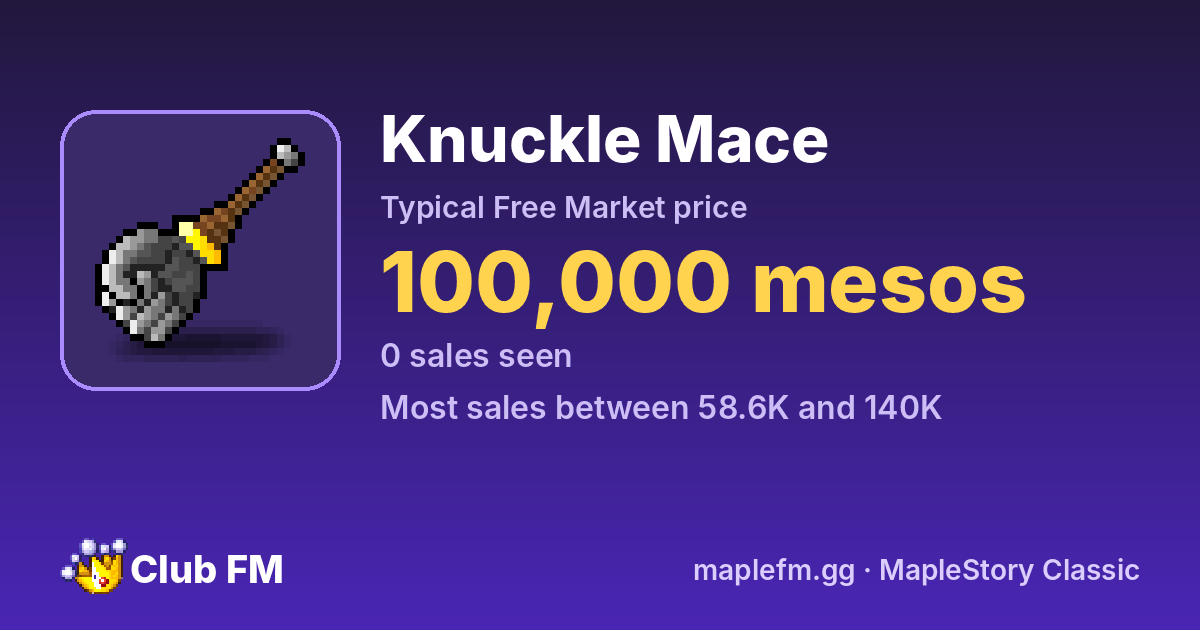 Knuckle Mace
Typical Free Market price
100,000 mesos
0 sales seen
Most sales between 58.6K and 140K
Club FM
maplefm.gg · MapleStory Classic